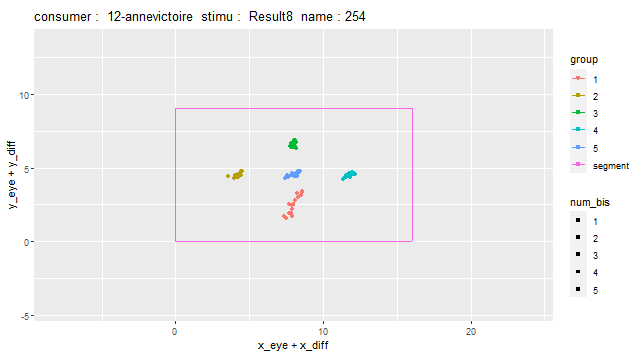 consumer : 12-annevictoire stimu : Result8 name : 254
y_eye + y_diff
10
5
0
-5
0
10
20
x_eye + x_diff
group
1
2
3
4
5
segment
num_bis
1
2
3
4
5